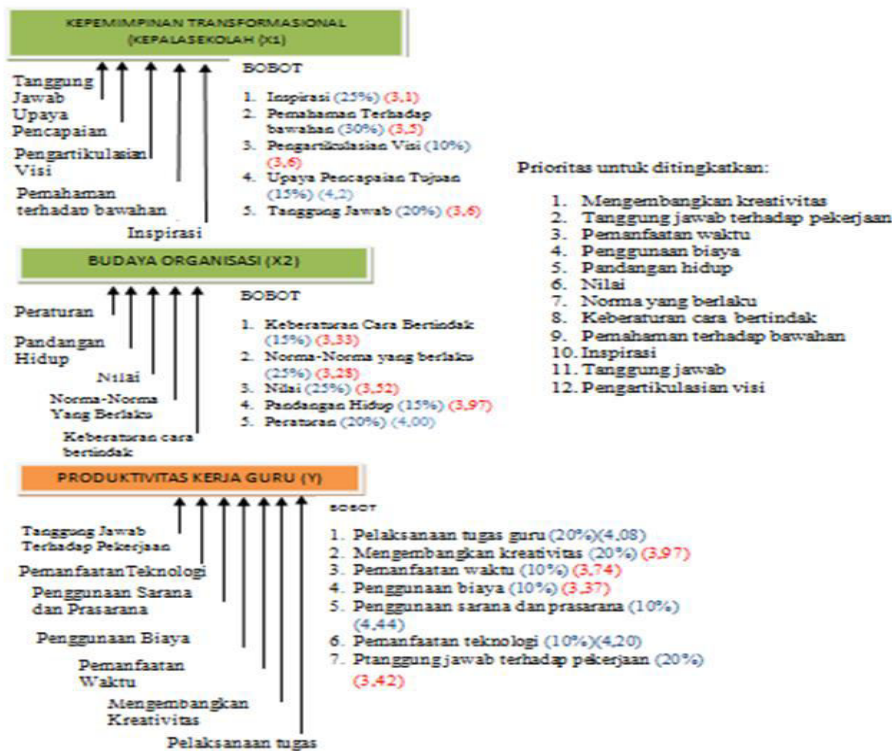 KEPEMIMPINAN TRANSFORMASIONAL
(KEPALASEKOLAH (X1)
Tanggung
Jawab
Upaya
Pencapaian
Pengartikulasian
Visi
Pemahaman
terhadap bawahan
Inspirasi
BOBOT
1. Inspirasi (25%) (3,1)
2. Pemahaman Terhadap
bawahan (30%) (3,5)
3. Pengartikulasian Visi (10%)
(3,6)
4. Upaya Pencapaian Tujuan
(15%) (4,2)
5. Tanggung Jawab (20%) (3,6)
BUDAYA ORGANISASI (X2)
Peraturan
Pandangan
Hidup
Nilai
Norma-Norma
Yang Berlaku
Keberaturan cara
bertindak
BOBOT
1. Keberaturan Cara Bertindak
(15%) (3,33)
2. Norma-Norma yang berlaku
(25%) (3,28)
3. Nilai (25%) (3,52)
4. Pandangan Hidup (15%) (3,97)
5. Peraturan (20%) (4,00)
PRODUKTIVITAS KERJA GURU (Y)
Tanggung Jawab
Terhadap Pekerjaan
PemanfaatanTeknologi
Penggunaan Sarana
dan Prasarana
Penggunaan Biaya
Pemanfaatan
Waktu
Mengembangkan
Kreativitas
Pelaksanaan tugas
BOBOT
1. Pelaksanaan tugas guru (20%)(4,08)
2. Mengembangkan kreativitas (20%) (3,97)
3. Pemanfaatan waktu (10%) (3,74)
4. Penggunaan biaya (10%) (3,37)
5. Penggunaan sarana dan prasarana (10%)
(4,44)
6. Pemanfaatan teknologi (10%)(4,20)
7. Ptanggung jawab terhadap pekerjaan (20%)
(3,42)
Prioritas untuk ditingkatkan:
1. Mengembangkan kreativitas
2. Tanggung jawab terhadap pekerjaan
3. Pemanfaatan waktu
4. Penggunaan biaya
5. Pandangan hidup
6. Nilai
7. Norma yang berlaku
8. Keberaturan cara bertindak
9. Pemahaman terhadap bawahan
10. Inspirasi
11. Tanggung jawab
12. Pengartikulasian visi